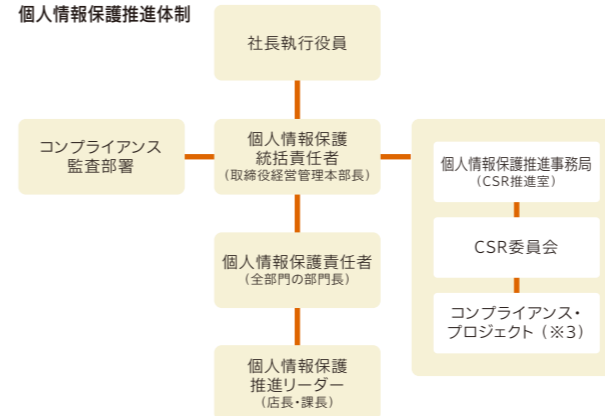 個人情報保護推進体制
社長執行役員
コンプライアンス
監査部署
個人情報保護
統括責任者
(取締役経営管理本部長)
個人情報保護推進事務局
(CSR推進室)
CSR委員会
コンプライアンス・
プロジェクト(※3)
個人情報保護責任者
(全部門の部門長)
個人情報保護
推進リーダー
(店長・課長)